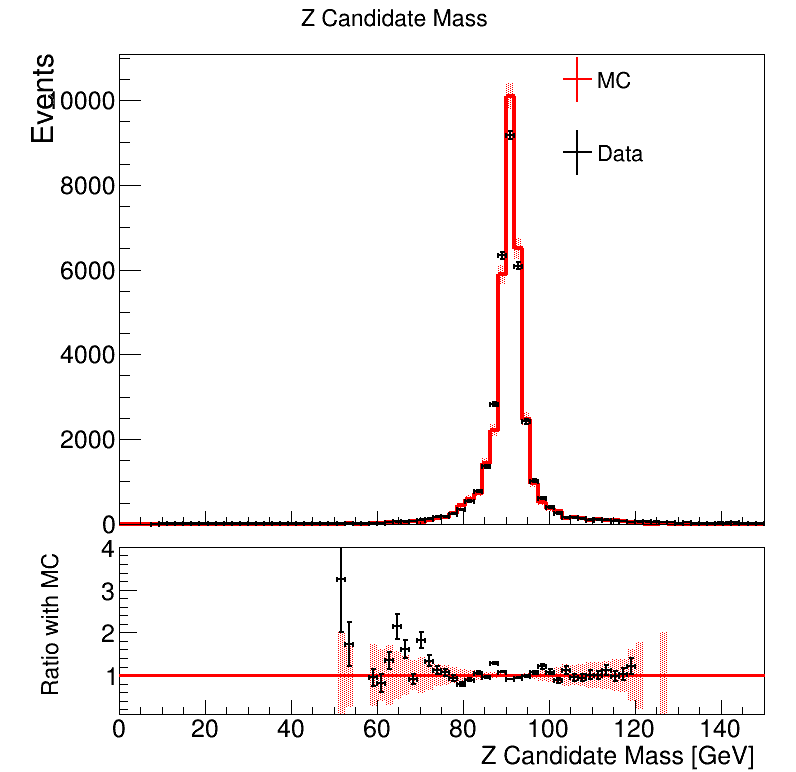 Z Candidate Mass
Events
10000
8000
6000
4000
2000
0
MC
Data
Ratio with MC
4
3
2
1
0 20 40 60 80 100 120 140
Z Candidate Mass [GeV]